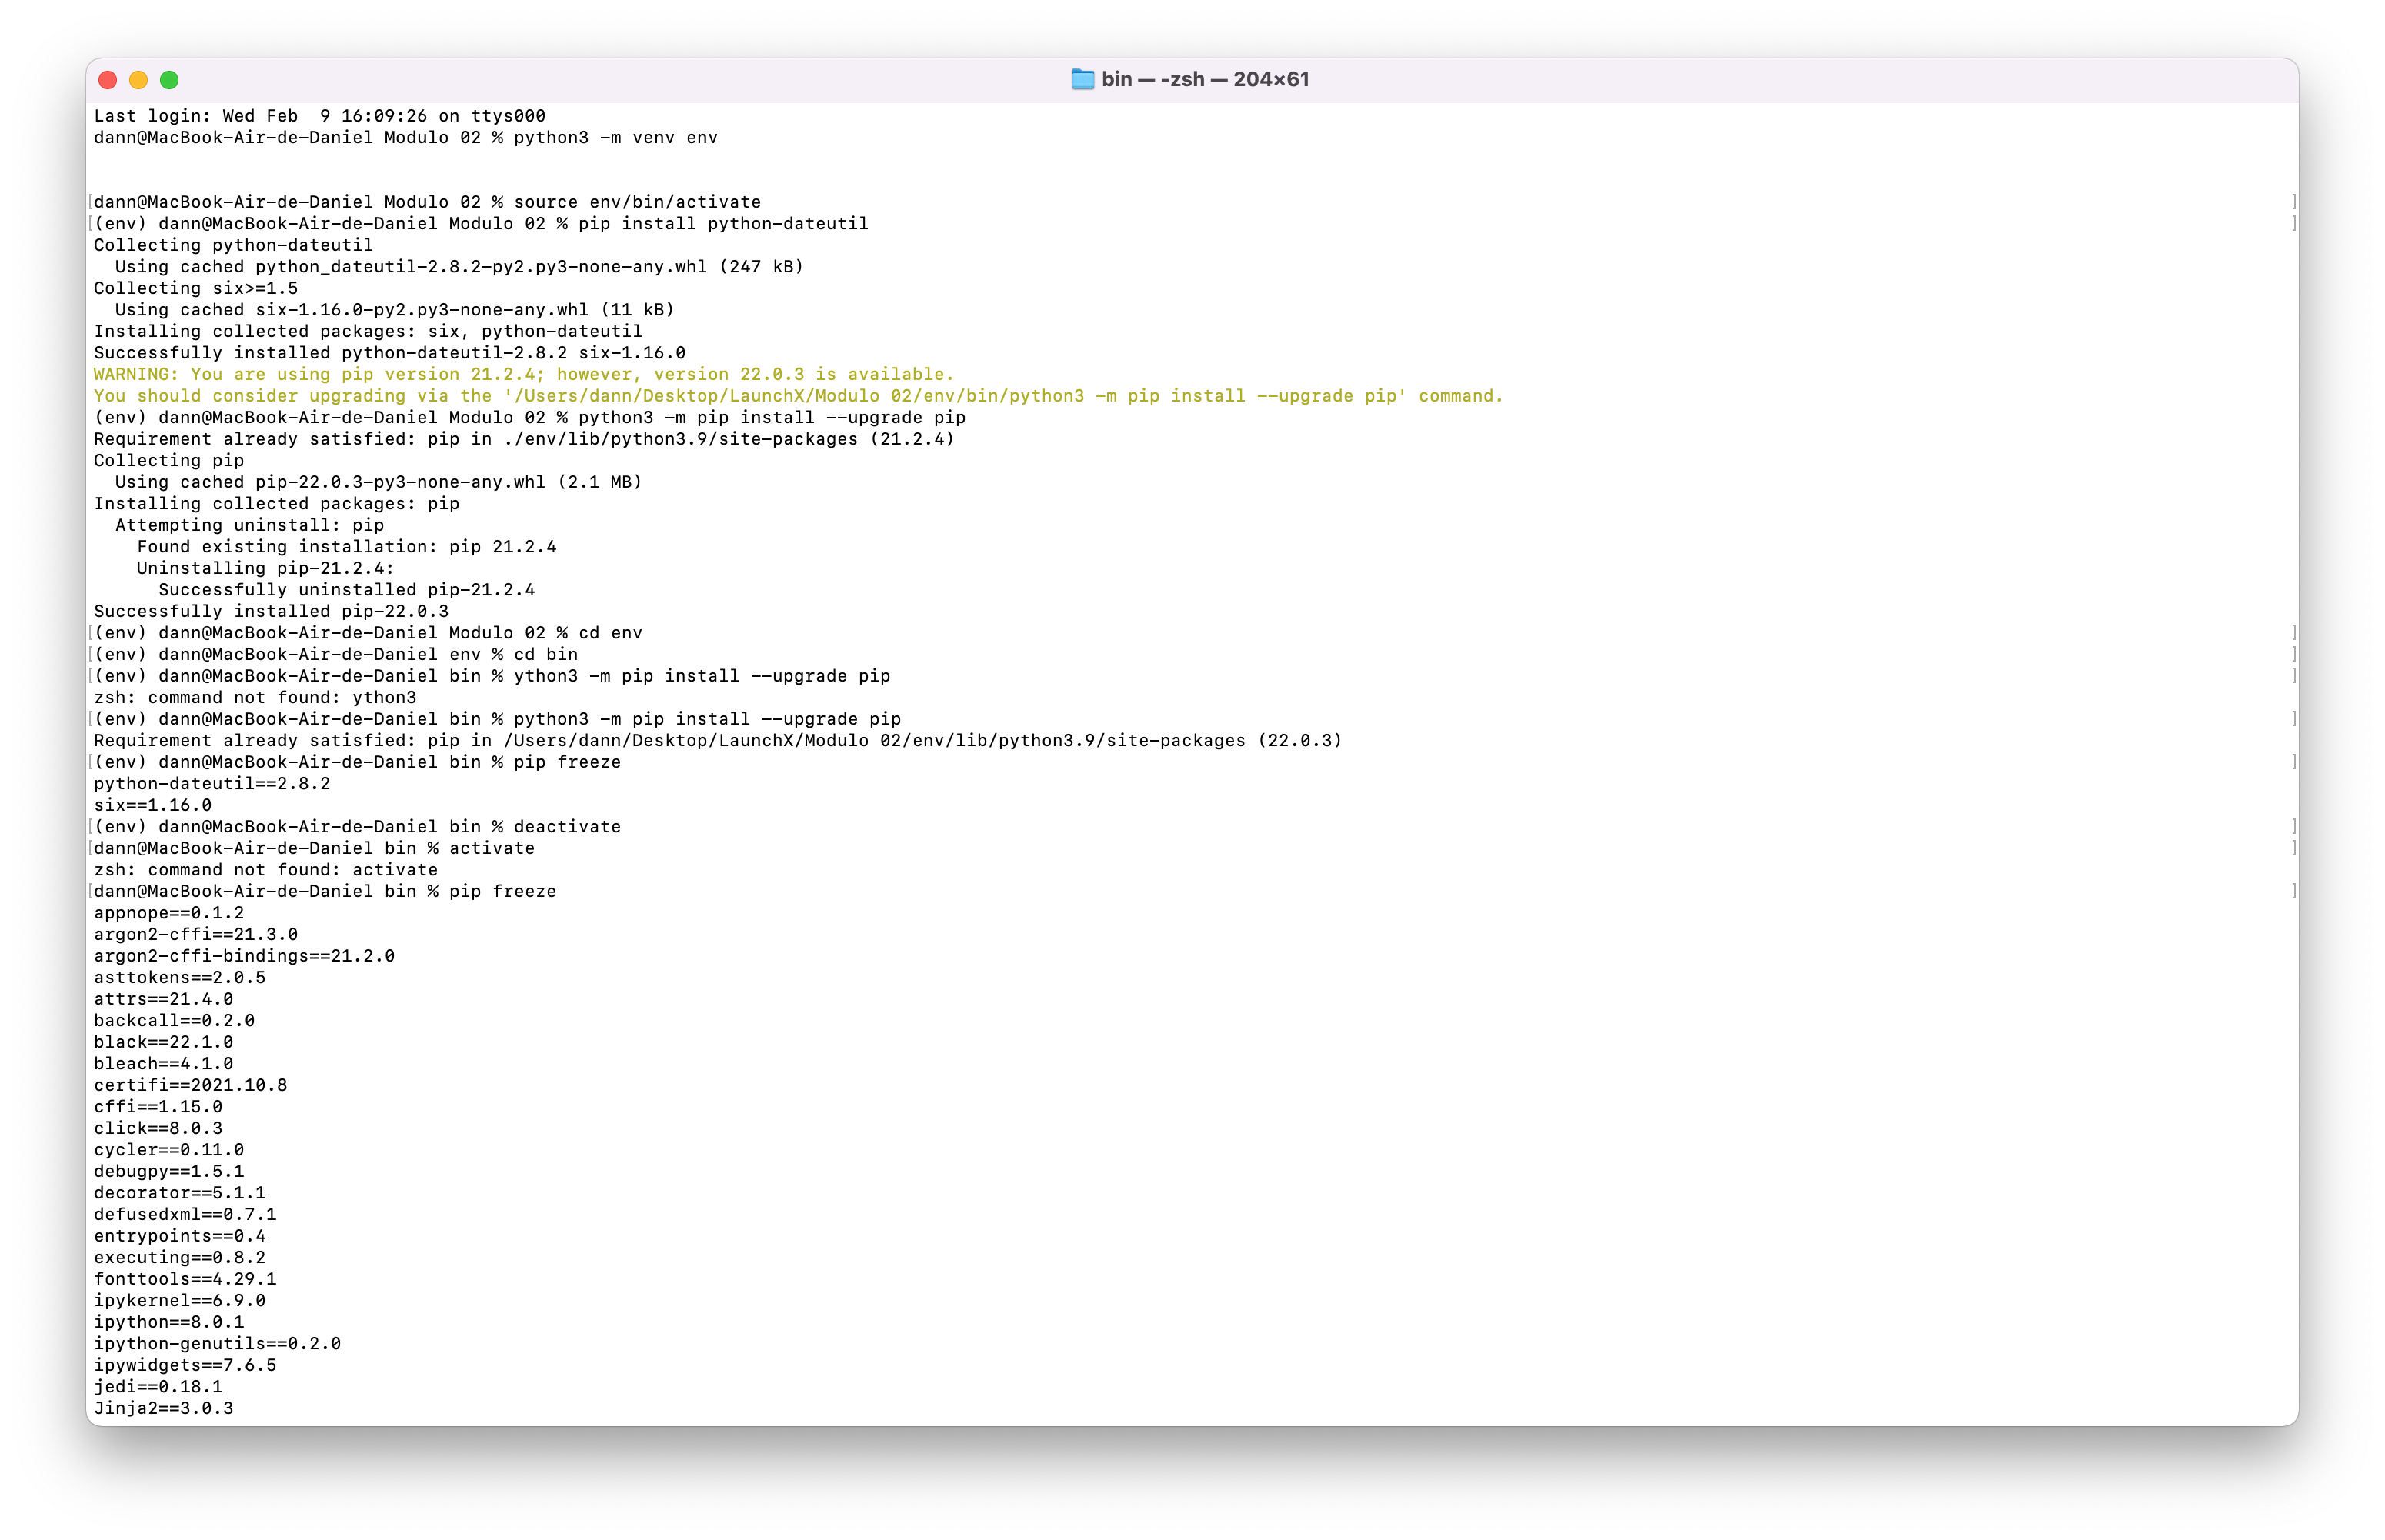 bin — -zsh — 204×61
Last login: Wed Feb  9 16:09:26 on ttys000
dann@MacBook-Air-de-Daniel Modulo 02 % python3 -m venv env
[dann@MacBook-Air-de-Daniel Modulo 02 % source env/bin/activate ]
[(env) dann@MacBook-Air-de-Daniel Modulo 02 % pip install python-dateutil ]
Collecting python-dateutil
  Using cached python_dateutil-2.8.2-py2.py3-none-any.whl (247 kB)
Collecting six>=1.5
  Using cached six-1.16.0-py2.py3-none-any.whl (11 kB)
Installing collected packages: six, python-dateutil
Successfully installed python-dateutil-2.8.2 six-1.16.0
WARNING: You are using pip version 21.2.4; however, version 22.0.3 is available.
You should consider upgrading via the '/Users/dann/Desktop/LaunchX/Modulo 02/env/bin/python3 -m pip install --upgrade pip' command.
(env) dann@MacBook-Air-de-Daniel Modulo 02 % python3 -m pip install --upgrade pip
Requirement already satisfied: pip in ./env/lib/python3.9/site-packages (21.2.4)
Collecting pip
  Using cached pip-22.0.3-py3-none-any.whl (2.1 MB)
Installing collected packages: pip
  Attempting uninstall: pip
    Found existing installation: pip 21.2.4
    Uninstalling pip-21.2.4:
      Successfully uninstalled pip-21.2.4
Successfully installed pip-22.0.3
[(env) dann@MacBook-Air-de-Daniel Modulo 02 % cd env ]
[(env) dann@MacBook-Air-de-Daniel env % cd bin ]
[(env) dann@MacBook-Air-de-Daniel bin % ython3 -m pip install --upgrade pip ]
zsh: command not found: ython3
[(env) dann@MacBook-Air-de-Daniel bin % python3 -m pip install --upgrade pip ]
Requirement already satisfied: pip in /Users/dann/Desktop/LaunchX/Modulo 02/env/lib/python3.9/site-packages (22.0.3)
[(env) dann@MacBook-Air-de-Daniel bin % pip freeze ]
python-dateutil==2.8.2
six==1.16.0
[(env) dann@MacBook-Air-de-Daniel bin % deactivate ]
[dann@MacBook-Air-de-Daniel bin % activate ]
zsh: command not found: activate
[dann@MacBook-Air-de-Daniel bin % pip freeze ]
appnope==0.1.2
argon2-cffi==21.3.0
argon2-cffi-bindings==21.2.0
asttokens==2.0.5
attrs==21.4.0
backcall==0.2.0
black==22.1.0
bleach==4.1.0
certifi==2021.10.8
cffi==1.15.0
click==8.0.3
cycler==0.11.0
debugpy==1.5.1
decorator==5.1.1
defusedxml==0.7.1
entrypoints==0.4
executing==0.8.2
fonttools==4.29.1
ipykernel==6.9.0
ipython==8.0.1
ipython-genutils==0.2.0
ipywidgets==7.6.5
jedi==0.18.1
Jinja2==3.0.3